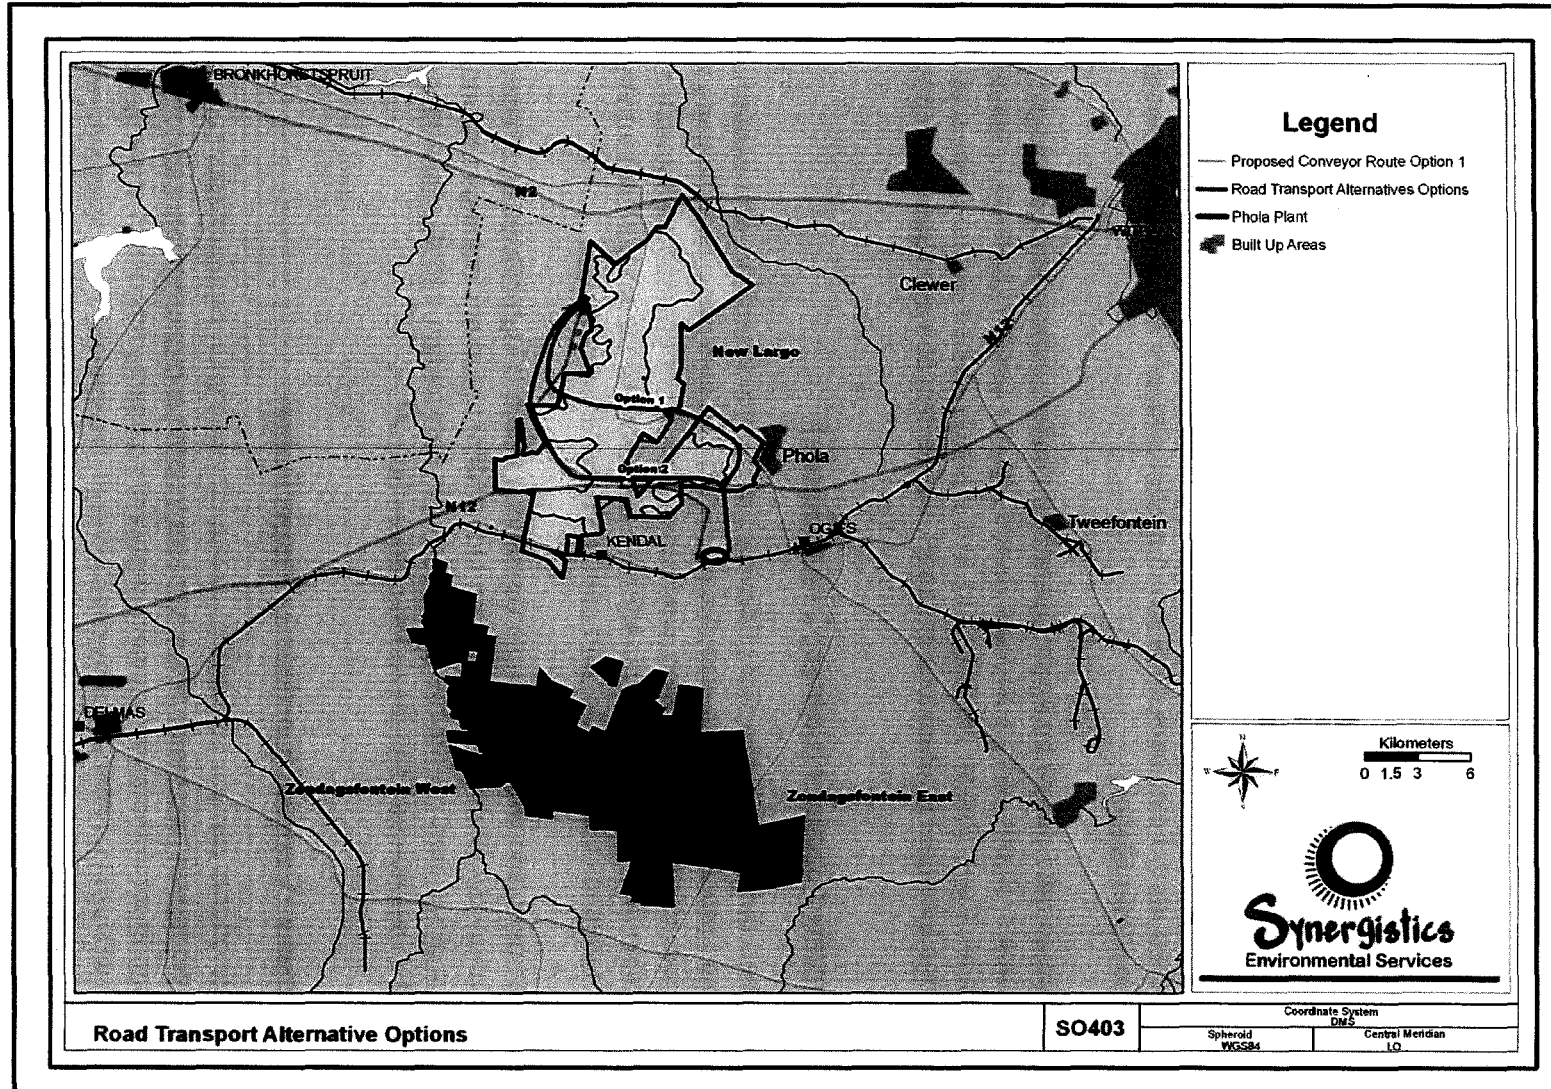 BRONKHORSTSPRUIT
N2
Clewer
N12
New Largo
Option 1
Phola
Option 2
N12
OGIES
KENDAL
Tweefontein
DELMAS
Zondagsfontein West
Zondagsfontein East
Legend
Proposed Conveyor Route Option 1
Road Transport Alternatives Options
Phola Plant
Built Up Areas
N
Kilometers
0 1.5 3 6
Synergistics
Environmental Services
Road Transport Alternative Options
SO403
Coordinate System
DMS
Spheroid
WGS84
Central Meridian
LO